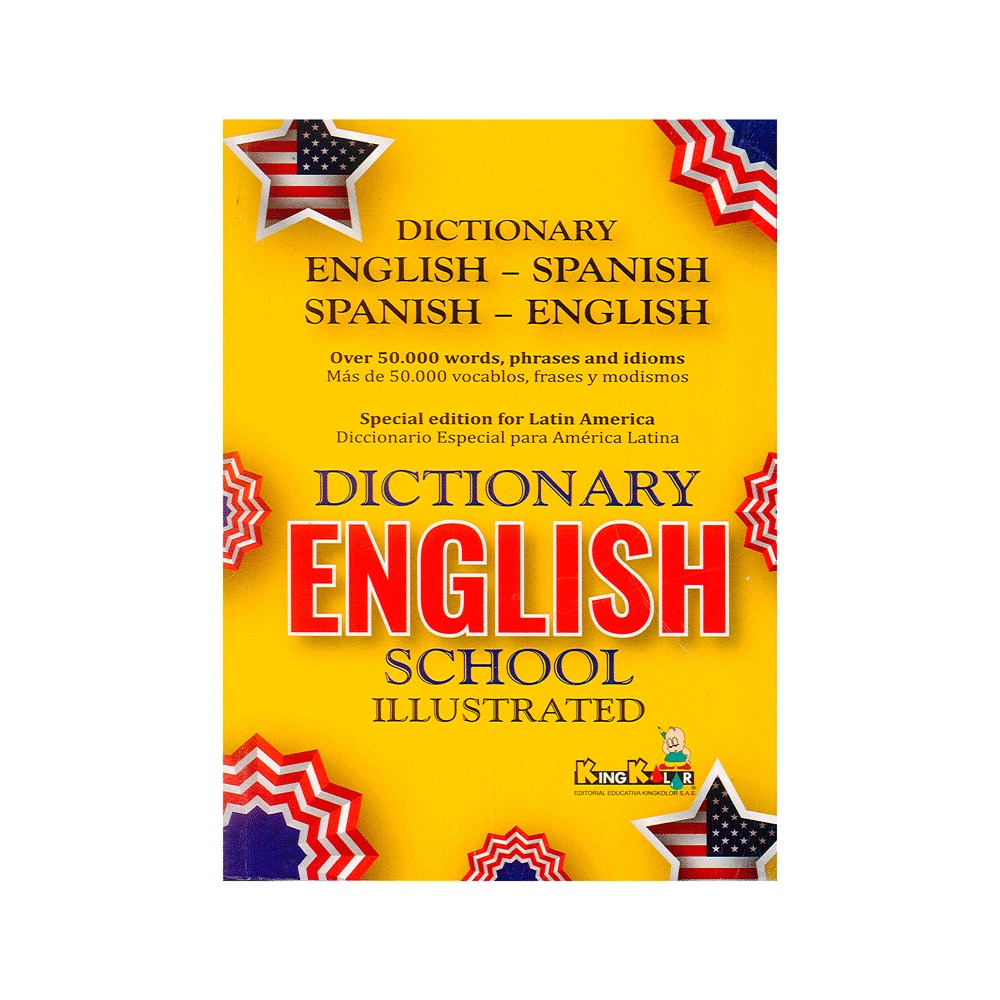 DICTIONARY
ENGLISH – SPANISH
SPANISH – ENGLISH
Over 50.000 words, phrases and idioms
Más de 50.000 vocablos, frases y modismos
Special edition for Latin America
Diccionario Especial para América Latina
DICTIONARY
ENGLISH
SCHOOL
ILLUSTRATED
KINGKOLOR
®
EDITORIAL EDUCATIVA KINGKOLOR S.A.S.